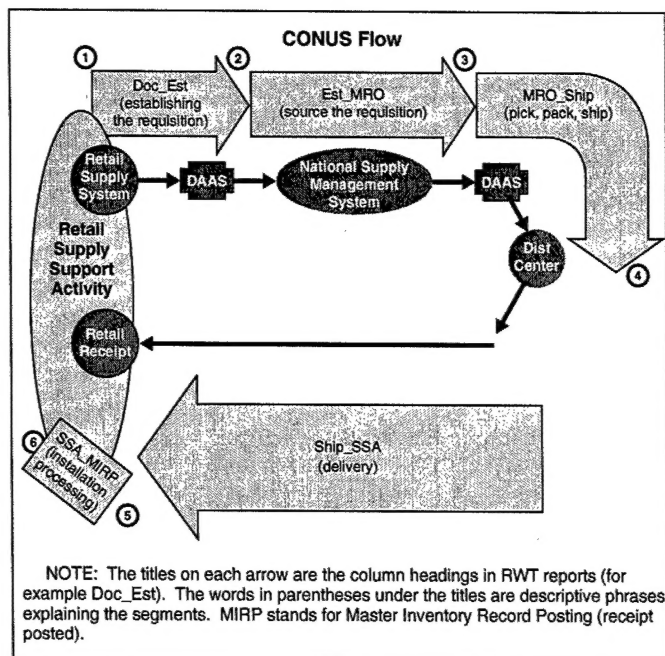 CONUS Flow
1
2
3
Doc_Est
(establishing
the requisition)
Est_MRO
(source the requisition)
MRO_Ship
(pick, pack, ship)
Retail
Supply
System
DAAS
National Supply
Management
System
DAAS
Dist
Center
4
Retail
Supply
Support
Activity
Retail
Receipt
Ship_SSA
(delivery)
6
SSA_MIRP
(installation
processing)
5
NOTE: The titles on each arrow are the column headings in RWT reports (for
example Doc_Est). The words in parentheses under the titles are descriptive phrases
explaining the segments. MIRP stands for Master Inventory Record Posting (receipt
posted).